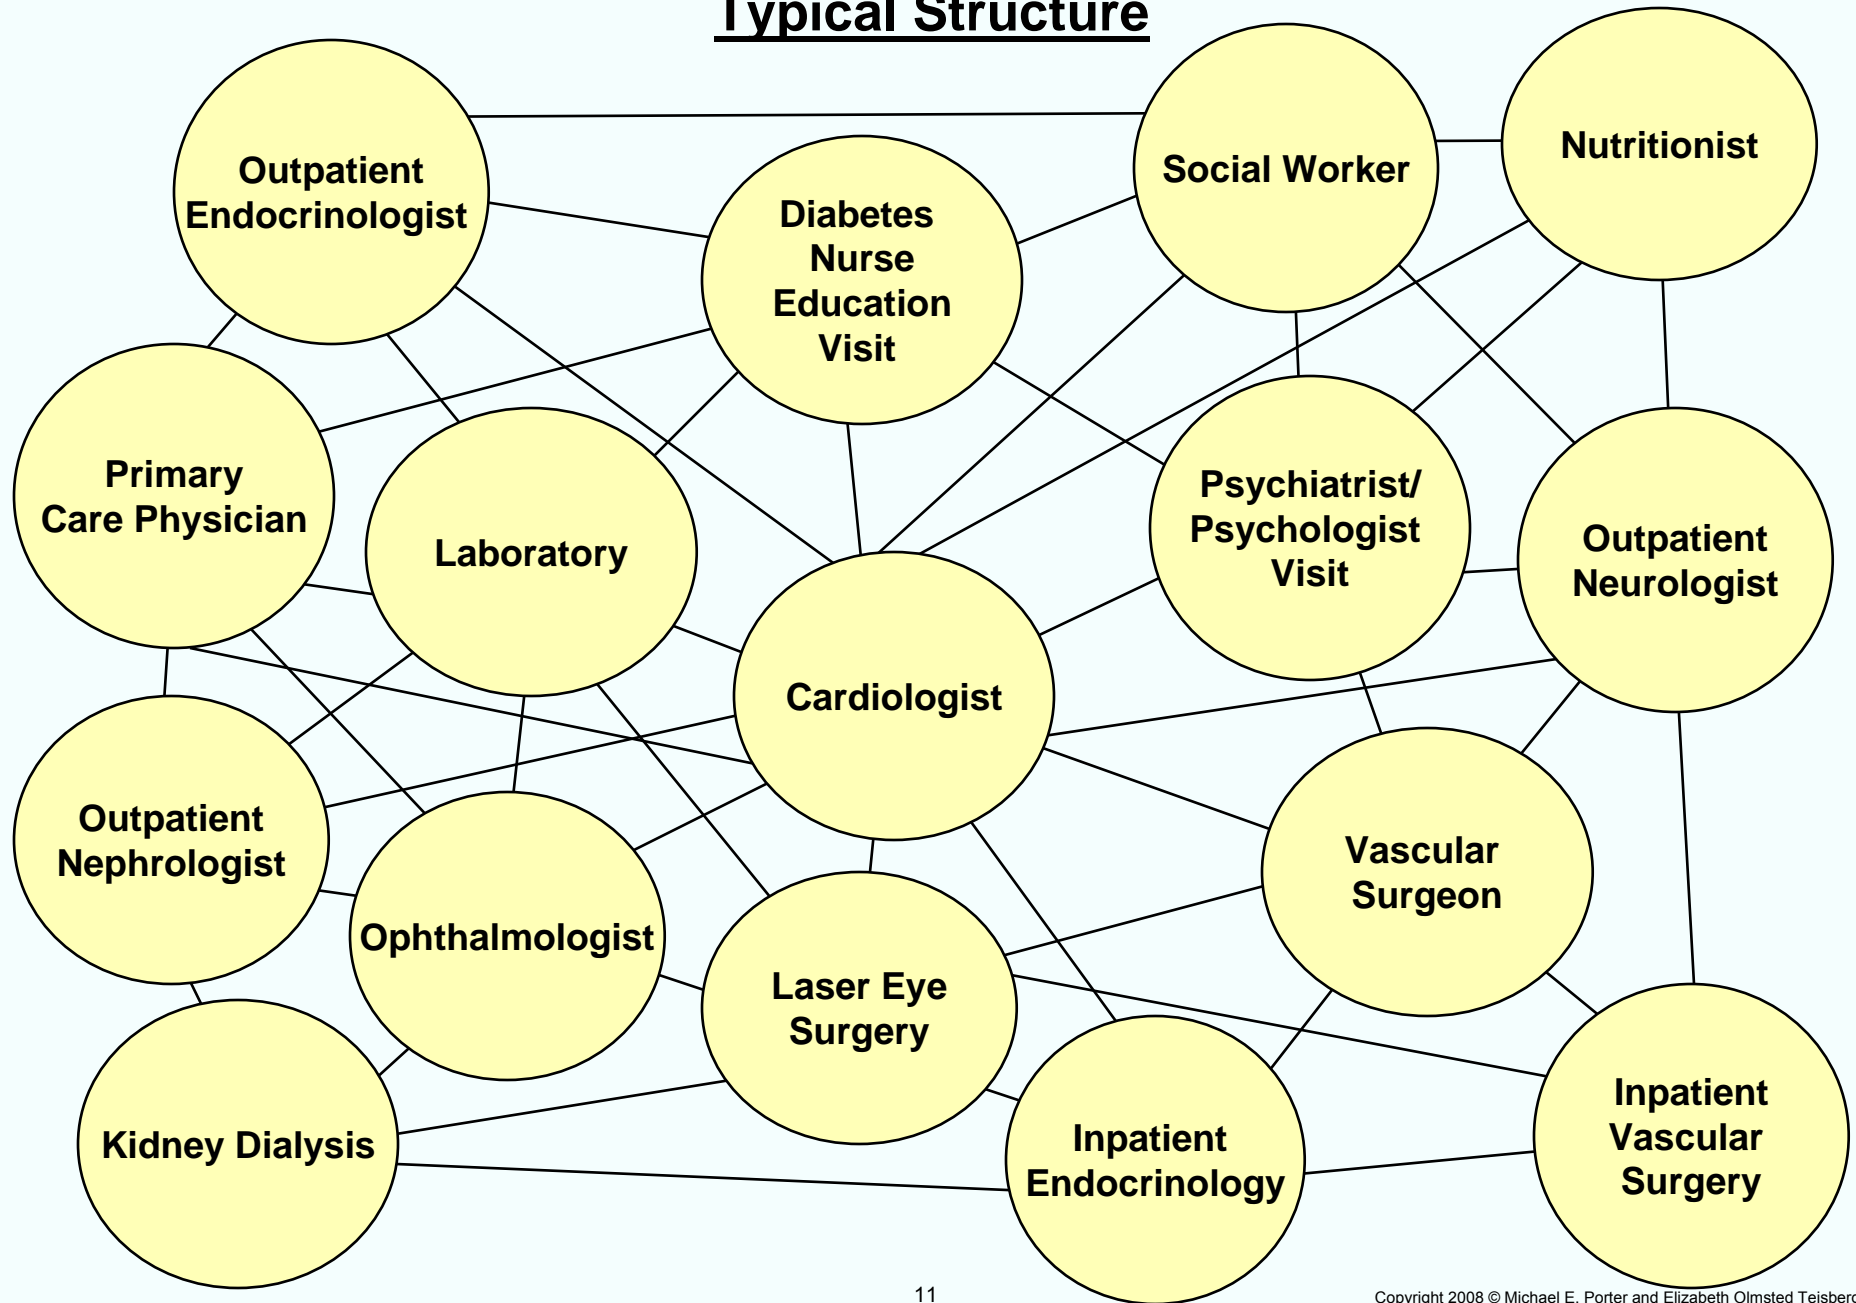 Typical Structure
Outpatient
Endocrinologist
Diabetes
Nurse
Education
Visit
Social Worker
Nutritionist
Primary
Care Physician
Laboratory
Psychiatrist/
Psychologist
Visit
Outpatient
Neurologist
Cardiologist
Outpatient
Nephrologist
Ophthalmologist
Vascular
Surgeon
Laser Eye
Surgery
Kidney Dialysis
Inpatient
Endocrinology
Inpatient
Vascular
Surgery
11
Copyright 2008 © Michael E. Porter and Elizabeth Olmsted Teisberg